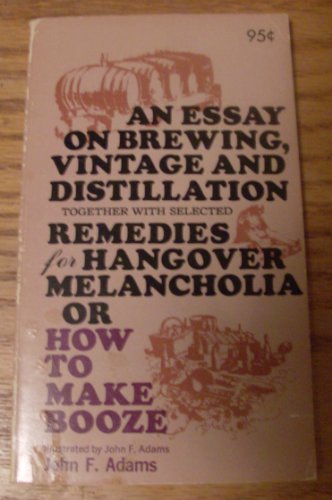 95¢
AN ESSAY
ON BREWING,
VINTAGE AND
DISTILLATION
TOGETHER WITH SELECTED
REMEDIES
for HANGOVER
MELANCHOLIA
OR
HOW
TO
MAKE
BOOZE
Illustrated by John F. Adams
John F. Adams